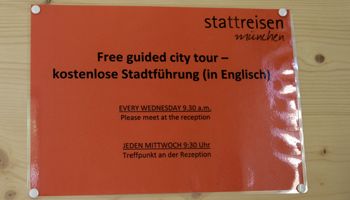 stattreisen
münchen
Free guided city tour –
kostenlose Stadtführung (in Englisch)
EVERY WEDNESDAY 9.30 a.m.
Please meet at the reception
JEDEN MITTWOCH 9:30 Uhr
Treffpunkt an der Rezeption